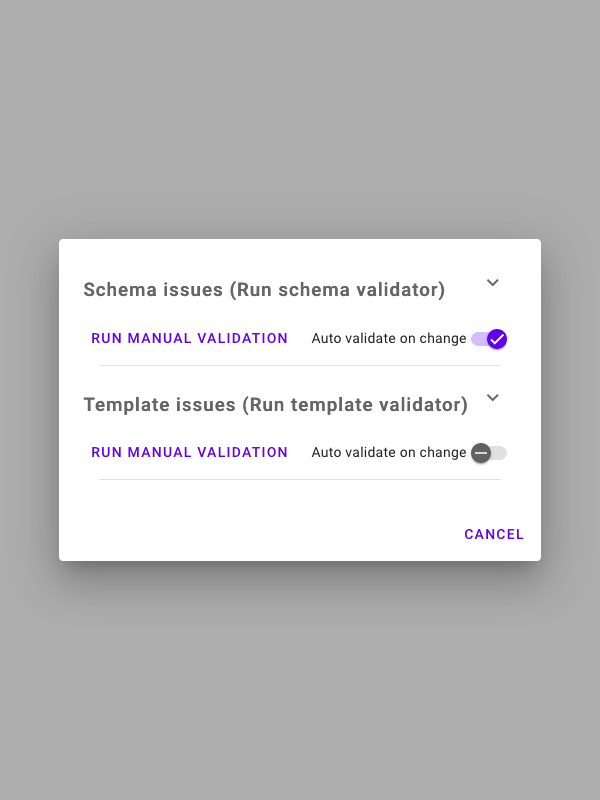 Schema issues (Run schema validator)
RUN MANUAL VALIDATION Auto validate on change
Template issues (Run template validator)
RUN MANUAL VALIDATION Auto validate on change
CANCEL